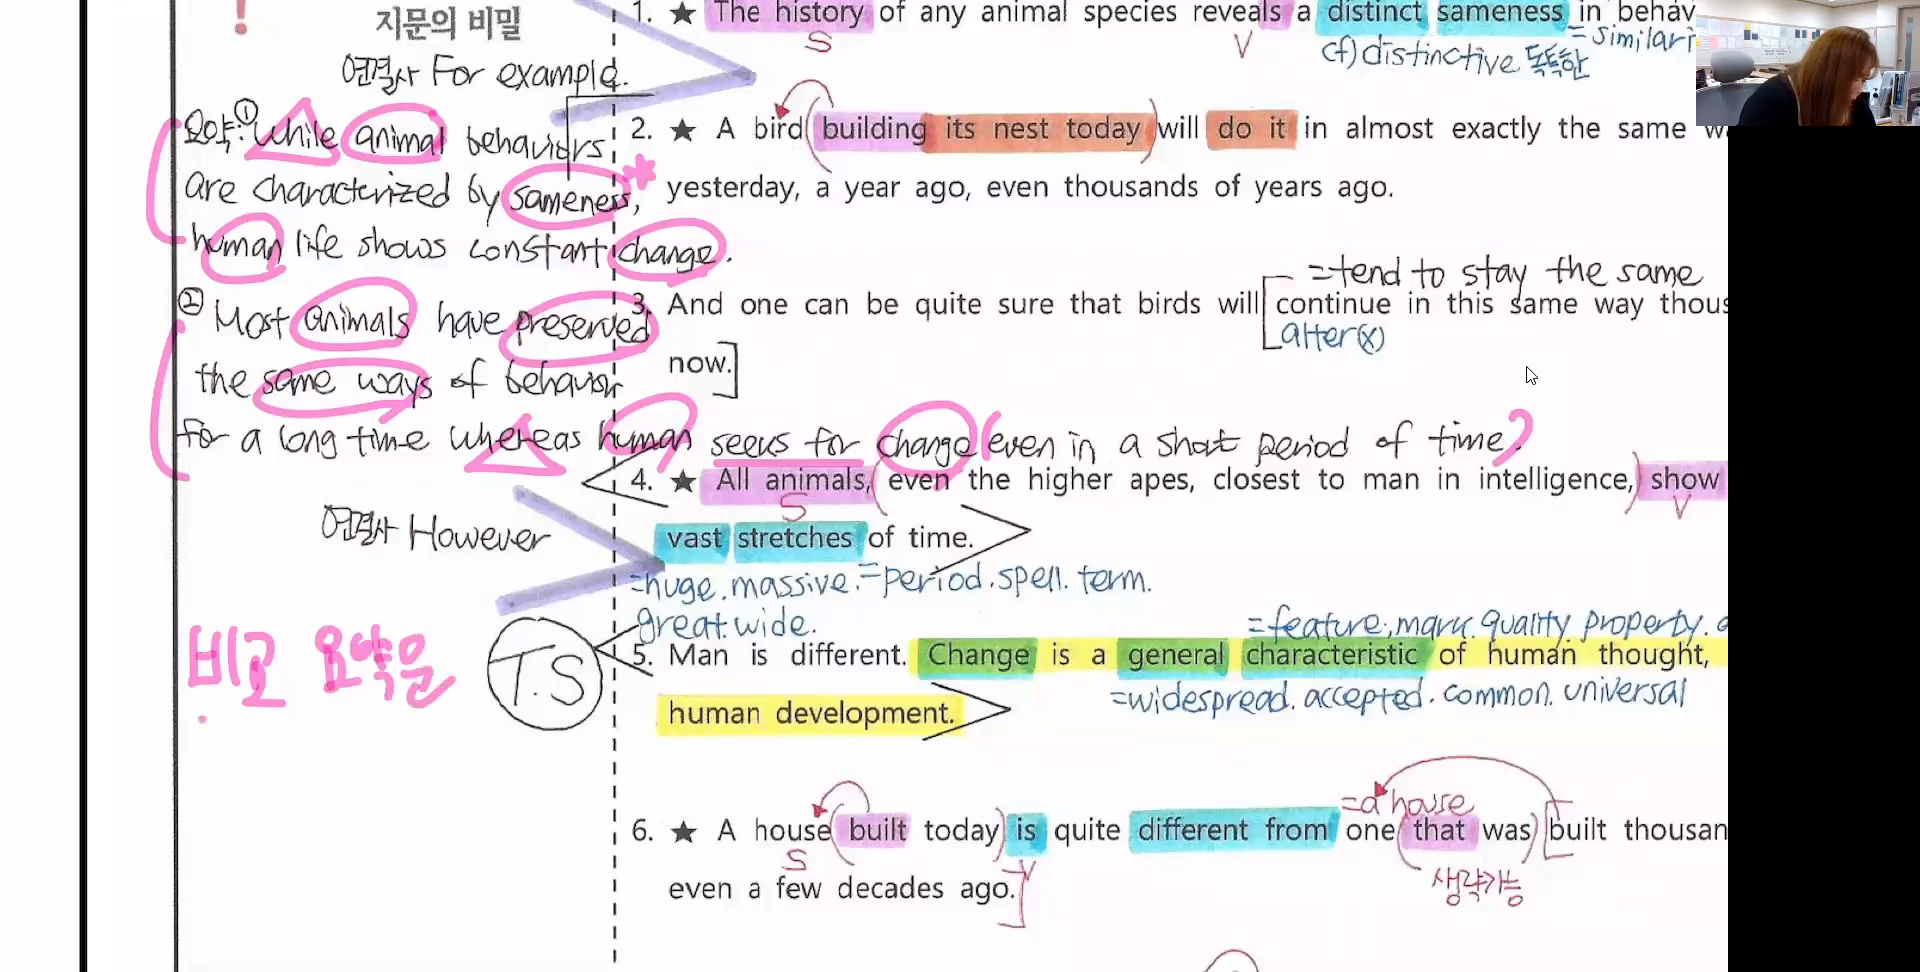 지문의 비밀
연결사 For example.
요약:① While animal behaviors
are characterized by sameness,
human life shows constant change.
② Most animals have preserved
the same ways of behavior
for a long time whereas human seeks for change (even in a short period of time)
연결사 However
비교 요약문
T.S
1. ★ The history of any animal species reveals a distinct sameness in behav
S
V
cf) distinctive 독특한
= similari
2. ★ A bird (building its nest today) will do it in almost exactly the same w
yesterday, a year ago, even thousands of years ago.
=tend to stay the same
3. And one can be quite sure that birds will continue in this same way thous
alter(x)
now.]
4. ★ All animals, (even the higher apes, closest to man in intelligence,) show
S
V
vast stretches of time.
=huge.massive. =period.spell.term.
great.wide.
=feature,mark.quality.property.
5. Man is different. Change is a general characteristic of human thought,
=widespread.accepted.common.universal
human development.
=a house
6. ★ A house (built today) is quite different from one (that was) [built thousan
S
V
생략가능
even a few decades ago.]